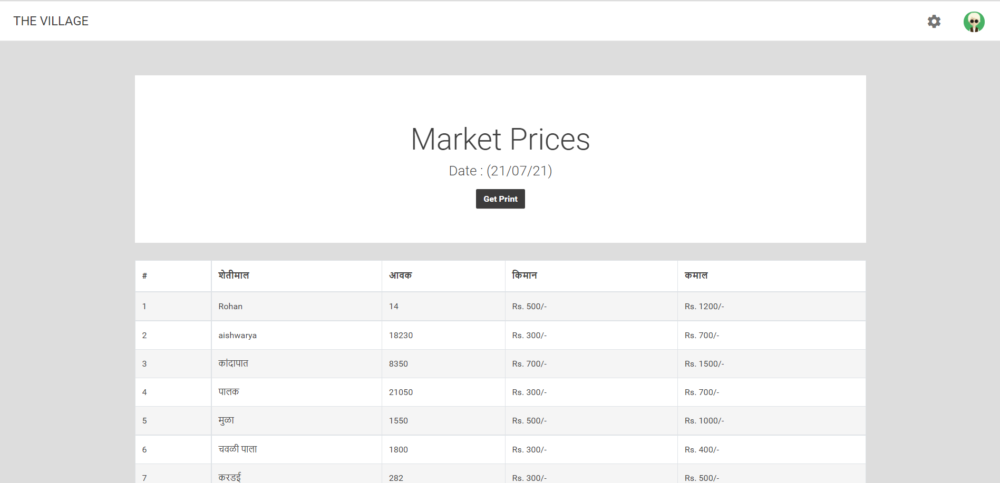 THE VILLAGE
Market Prices
Date : (21/07/21)
Get Print
# शेतीमाल आवक किमान कमाल
1 Rohan 14 Rs. 500/- Rs. 1200/-
2 aishwarya 18230 Rs. 300/- Rs. 700/-
3 कांदापात 8350 Rs. 700/- Rs. 1500/-
4 पालक 21050 Rs. 300/- Rs. 700/-
5 मुळा 1550 Rs. 500/- Rs. 1000/-
6 चवळी पाला 1800 Rs. 300/- Rs. 400/-
7 करडई 282 Rs. 300/- Rs. 500/-